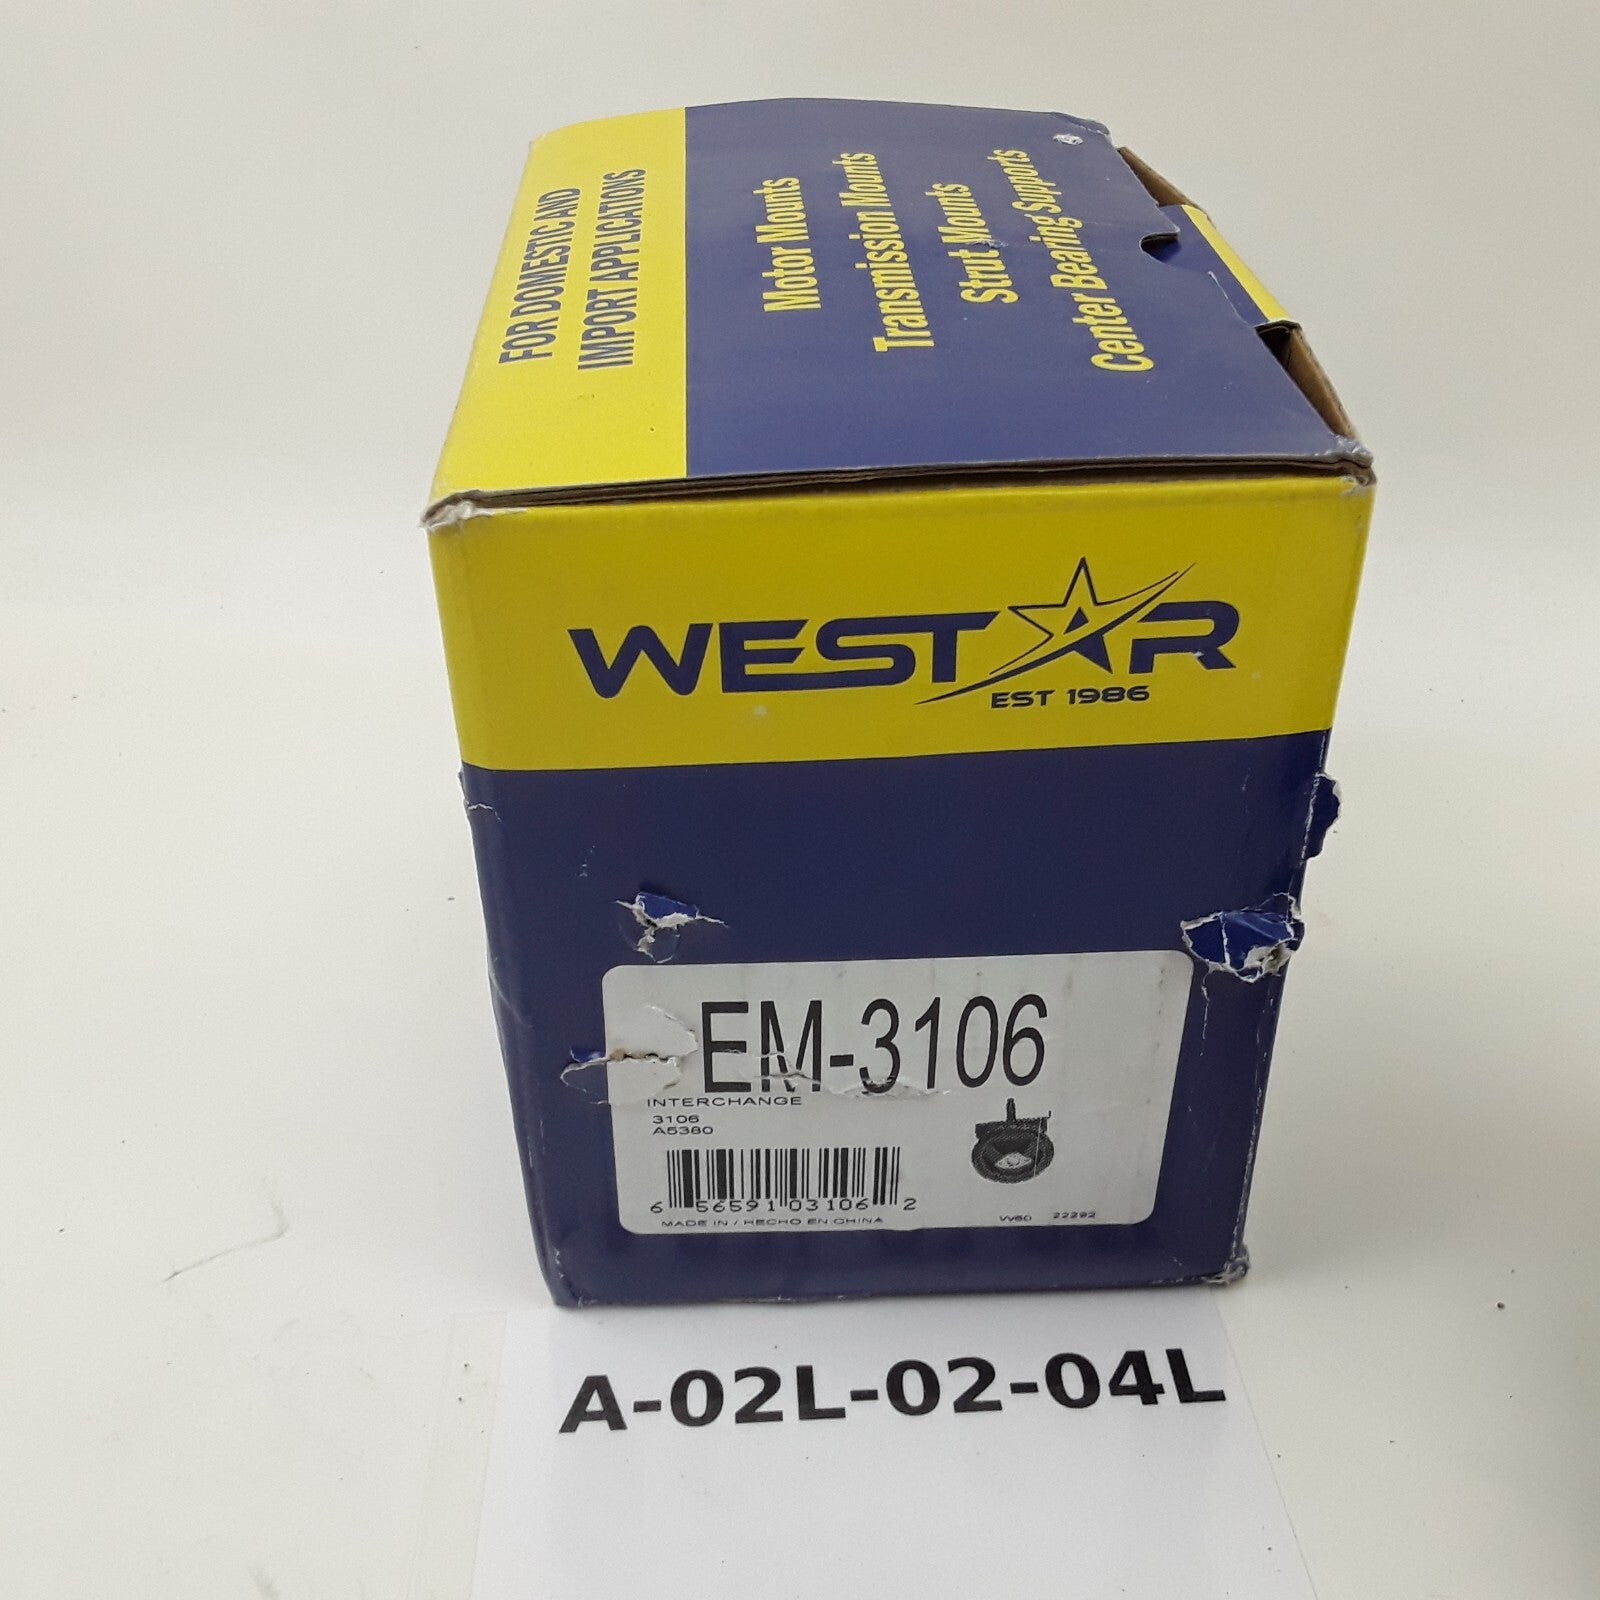 FOR DOMESTIC AND
IMPORT APPLICATIONS
Motor Mounts
Transmission Mounts
Strut Mounts
Center Bearing Supports
WESTAR
EST 1986
EM-3106
INTERCHANGE
3106
A5380
6 56591 03106 2
MADE IN / HECHO EN CHINA
22292
A-02L-02-04L